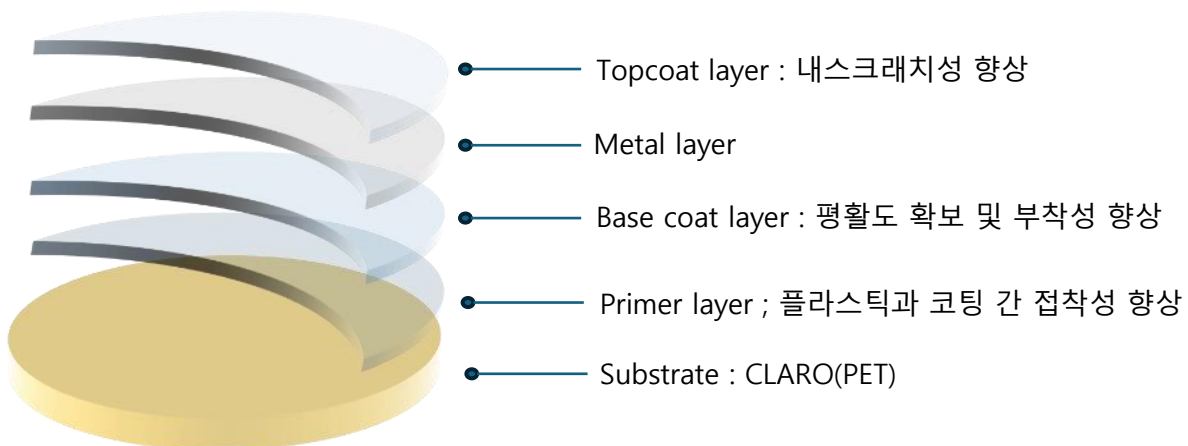 Topcoat layer : 내스크래치성 향상
Metal layer
Base coat layer : 평활도 확보 및 부착성 향상
Primer layer ; 플라스틱과 코팅 간 접착성 향상
Substrate : CLARO(PET)